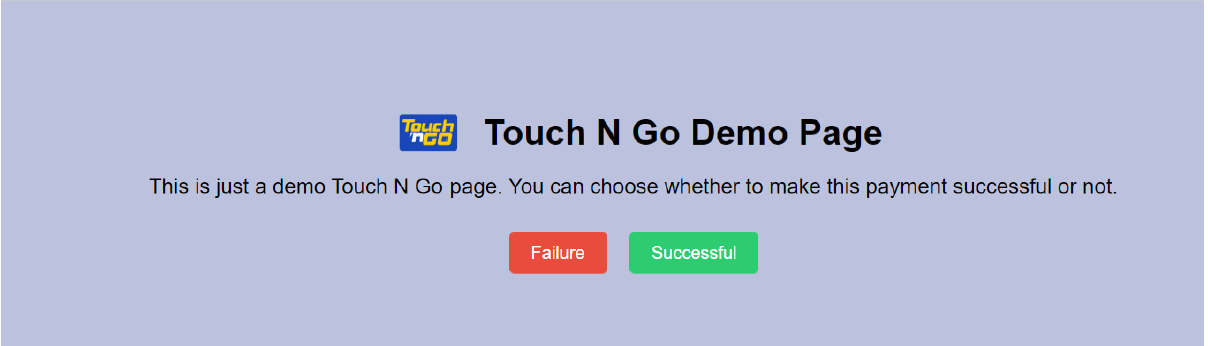 Touch
'n GO
Touch N Go Demo Page
This is just a demo Touch N Go page. You can choose whether to make this payment successful or not.
Failure
Successful